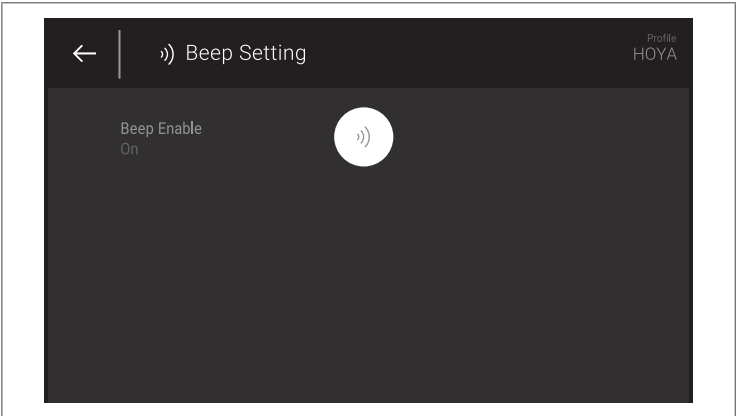 Beep Setting
Profile
HOYA
Beep Enable
On